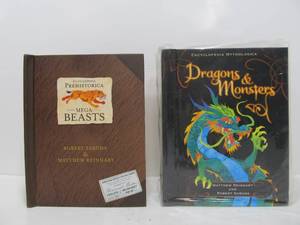 ENCYCLOPEDIA
PREHISTORICA
MEGA
BEASTS
ROBERT SABUDA
&
MATTHEW REINHART
ENCYCLOPEDIA MYTHOLOGICA
Dragons &
Monsters
MATTHEW REINHART
AND
ROBERT SABUDA